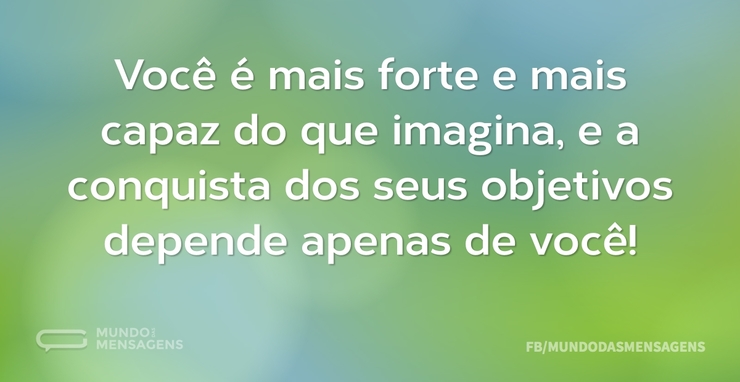 Você é mais forte e mais
capaz do que imagina, e a
conquista dos seus objetivos
depende apenas de você!
MUNDO DAS
MENSAGENS
FB/MUNDODASMENSAGENS